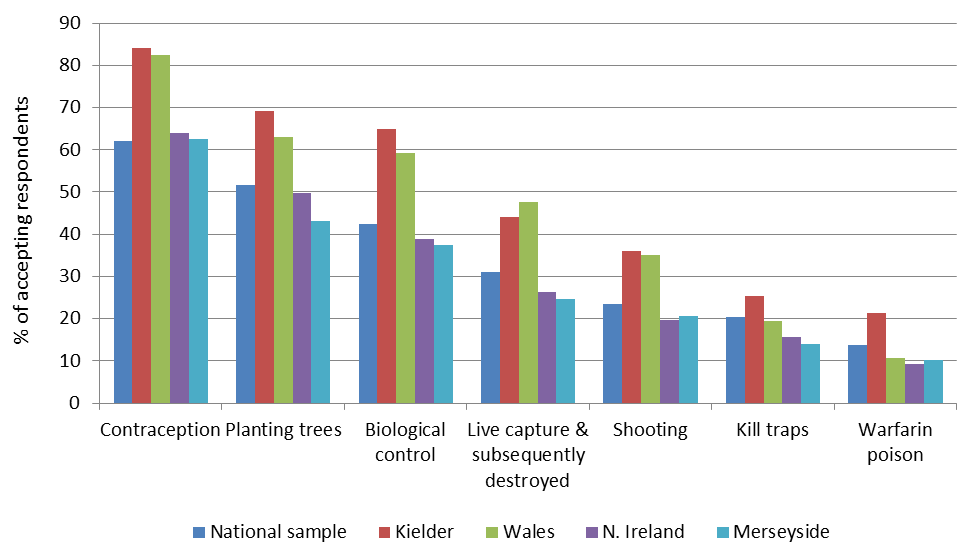 % of accepting respondents
90
80
70
60
50
40
30
20
10
0
Contraception
Planting trees
Biological
control
Live capture &
subsequently
destroyed
Shooting
Kill traps
Warfarin
poison
National sample
Kielder
Wales
N. Ireland
Merseyside